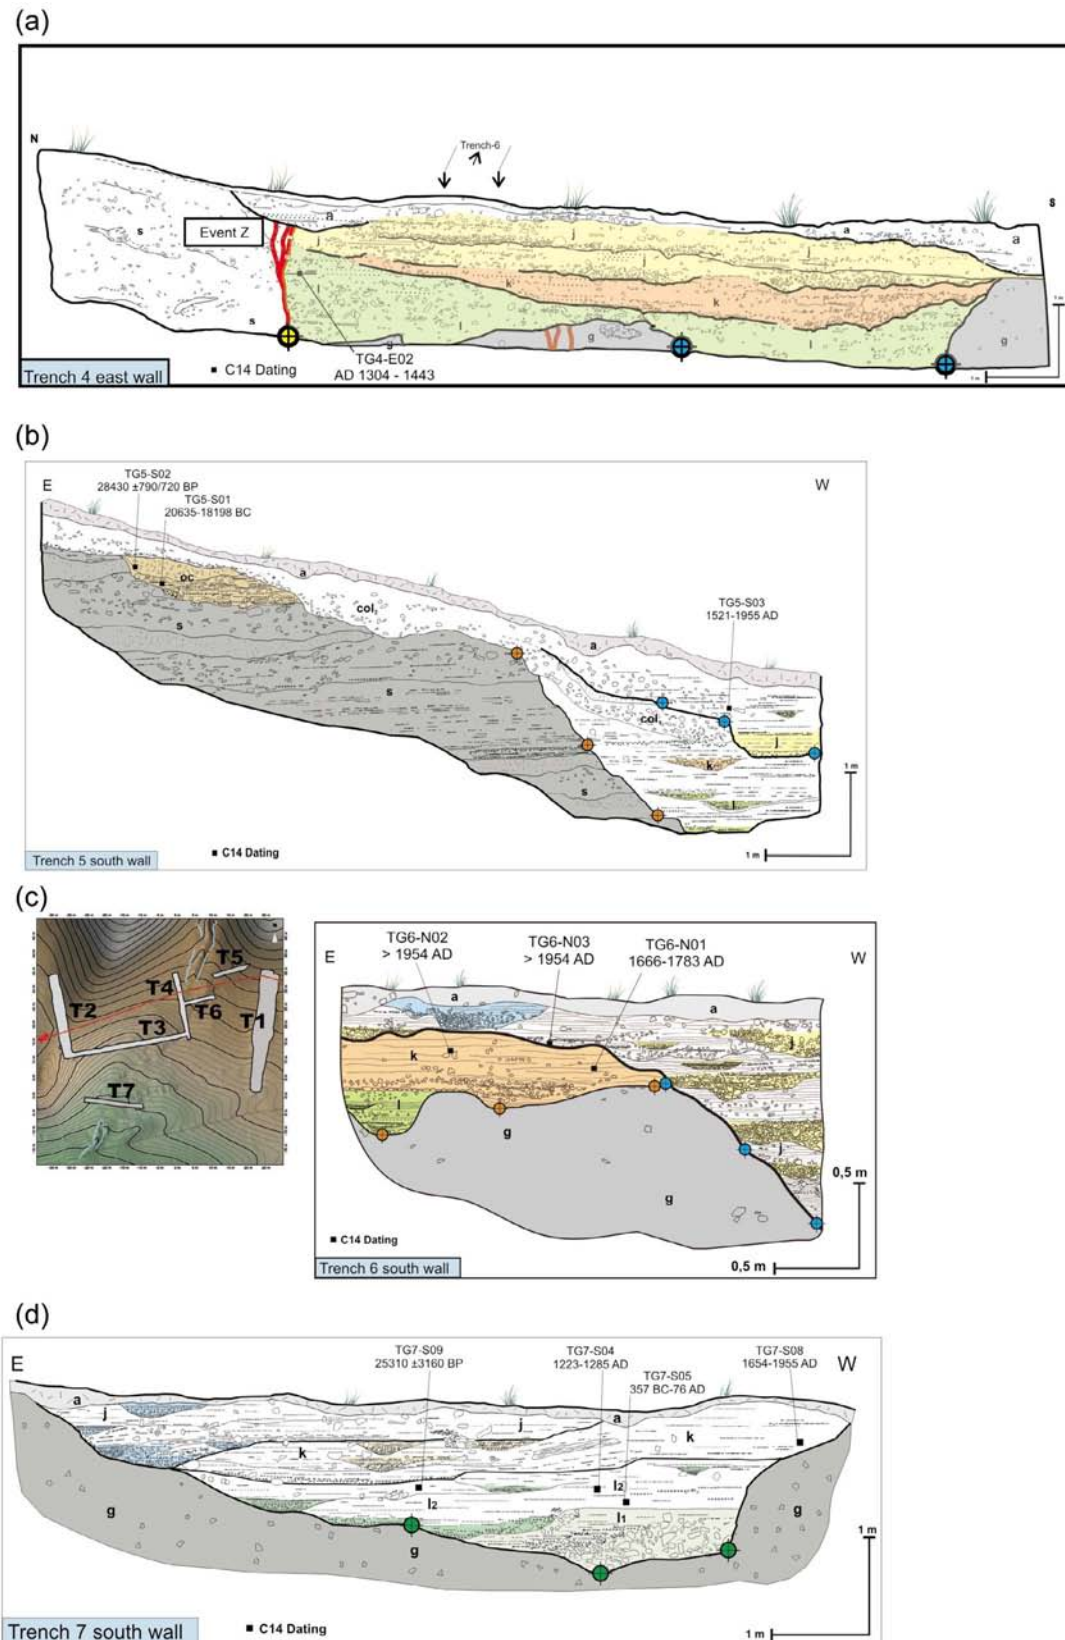 (a)
N
Trench-6
S
s
Event Z
a
j
a
a
j
j
k
k
l
s
l
l
g
g
g
TG4-E02
AD 1304 - 1443
C14 Dating
1 m
1 m
Trench 4 east wall
(b)
TG5-S02
28430 ±790/720 BP
E
W
TG5-S01
20635-18198 BC
oc
a
col
s
TG5-S03
1521-1955 AD
a
s
col
j
k
s
l
1 m
1 m
Trench 5 south wall
C14 Dating
(c)
T5
T4
T2
T6
T3
T1
T7
TG6-N02
> 1954 AD
TG6-N03
> 1954 AD
TG6-N01
1666-1783 AD
E
W
a
a
k
j
l
g
j
g
0,5 m
C14 Dating
Trench 6 south wall
0,5 m
(d)
E
TG7-S09
25310 ±3160 BP
TG7-S04
1223-1285 AD
TG7-S05
357 BC-76 AD
TG7-S08
1654-1955 AD
W
a
j
j
a
k
k
l2
l2
l1
g
g
g
1 m
Trench 7 south wall
C14 Dating
1 m